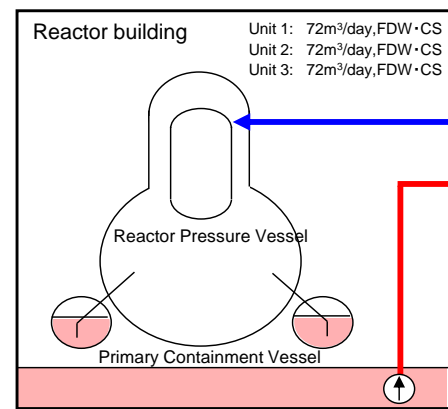 Reactor building
Unit 1: 72m³/day,FDW・CS
Unit 2: 72m³/day,FDW・CS
Unit 3: 72m³/day,FDW・CS
Reactor Pressure Vessel
Primary Containment Vessel